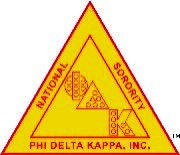 NATIONAL SORORITY
ΦΔΚ
PHI DELTA KAPPA, INC.
TM